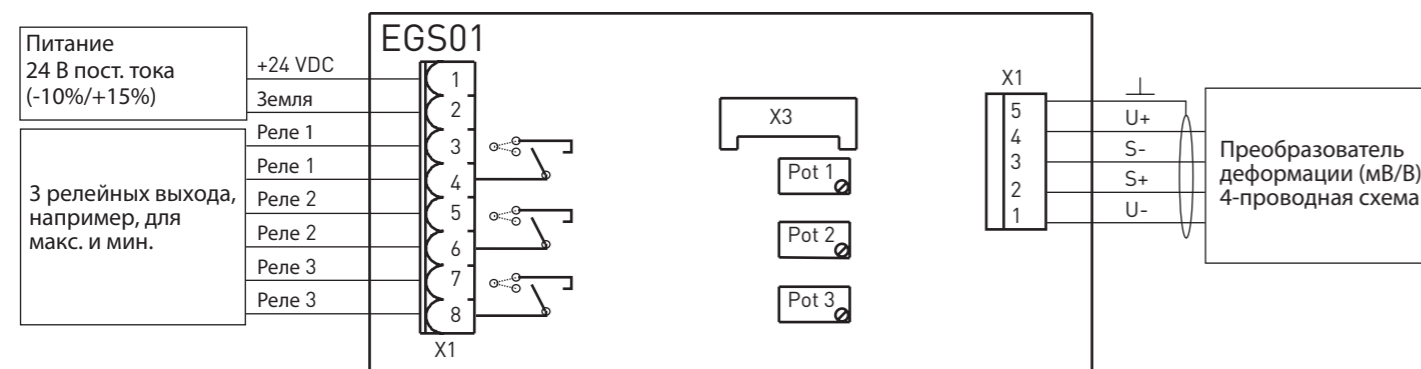 EGS01
Питание
24 В пост. тока
(-10%/+15%)
+24 VDC
Земля
Реле 1
Реле 1
Реле 2
Реле 2
Реле 3
Реле 3
3 релейных выхода,
например, для
макс. и мин.
1
2
3
4
5
6
7
8
X1
X3
Pot 1
Pot 2
Pot 3
X1
5
4
3
2
1
U+
S-
S+
U-
Преобразователь
деформации (мВ/В)
4-проводная схема